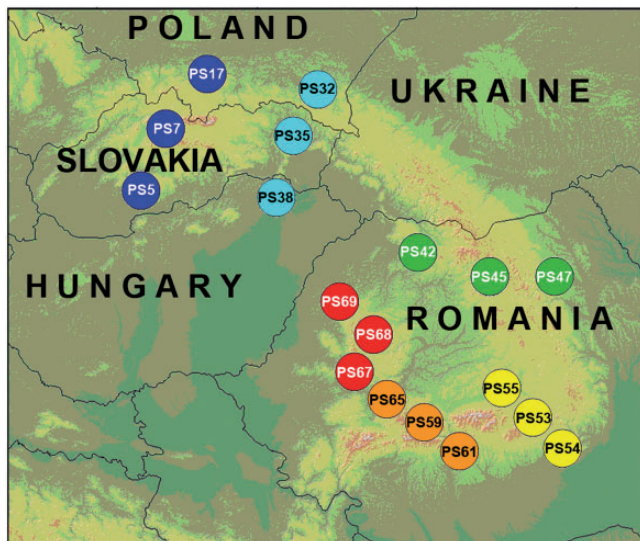 POLAND
PS17
PS32
UKRAINE
PS7
PS35
SLOVAKIA
PS5
PS38
PS42
HUNGARY
PS45
PS47
PS69
ROMANIA
PS68
PS67
PS55
PS65
PS53
PS59
PS54
PS61